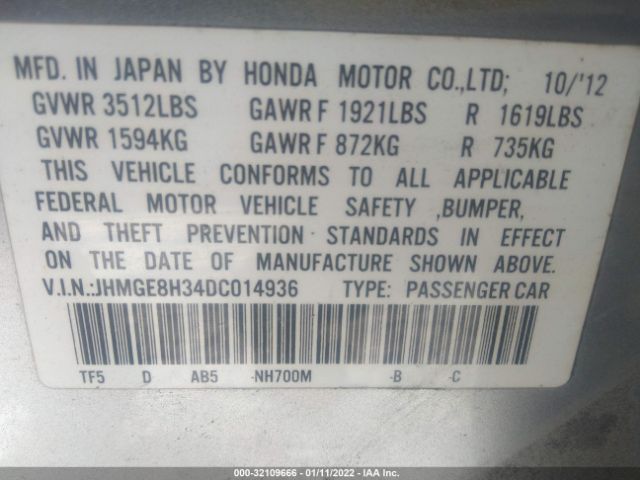 MFD. IN JAPAN BY HONDA MOTOR CO.,LTD; 10/'12
GVWR 3512LBS GAWR F 1921LBS R 1619LBS
GVWR 1594KG GAWR F 872KG R 735KG
THIS VEHICLE CONFORMS TO ALL APPLICABLE
FEDERAL MOTOR VEHICLE SAFETY ,BUMPER,
AND THEFT PREVENTION STANDARDS IN EFFECT
ON THE DATE OF MANUFACTURE SHOWN ABOVE.
V.I.N.:JHMGE8H34DC014936 TYPE: PASSENGER CAR
TF5 D AB5 -NH700M -B -C
000-32109666 - 01/11/2022 - IAA Inc.